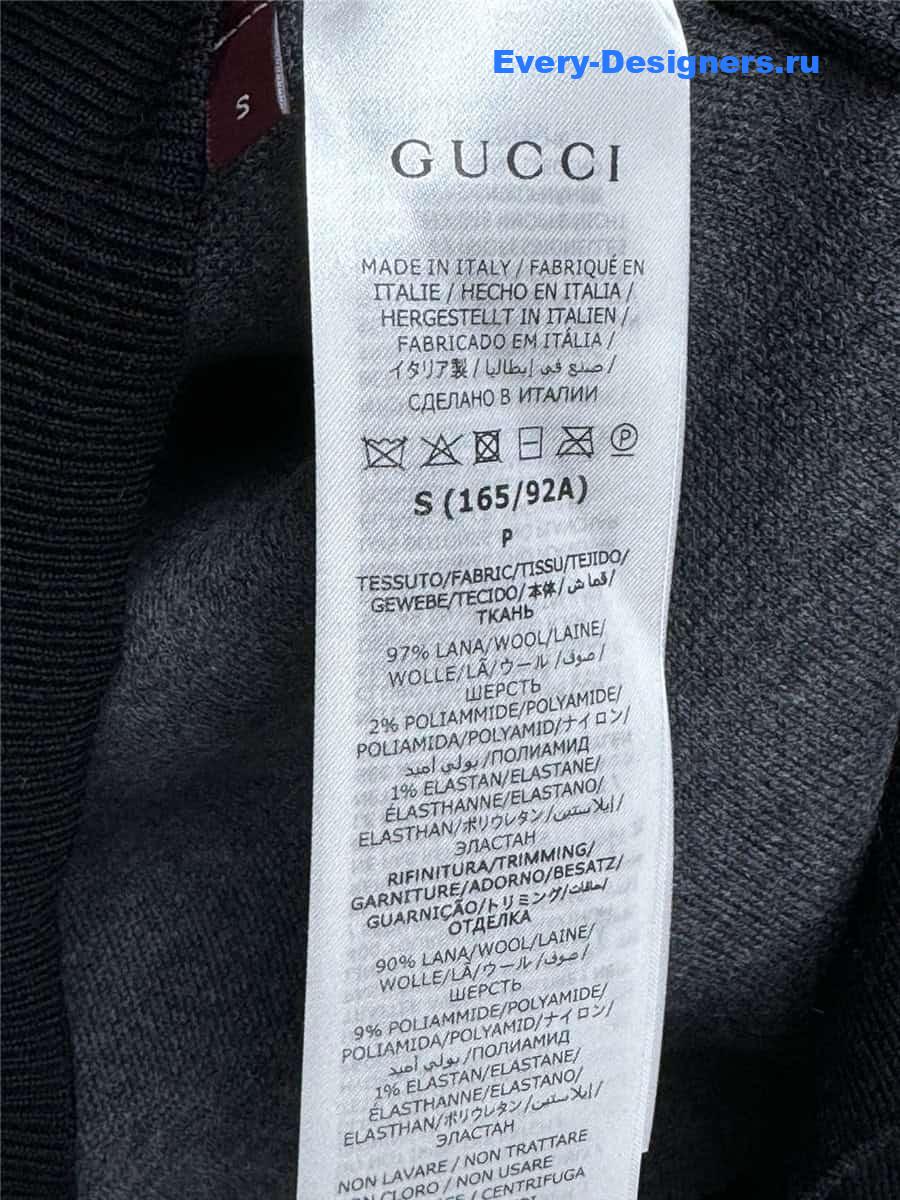 Every-Designers.ru
S
GUCCI
MADE IN ITALY / FABRIQUÉ EN
ITALIE / HECHO EN ITALIA /
HERGESTELLT IN ITALIEN /
FABRICADO EM ITÁLIA /
イタリア製 / صنع في إيطاليا /
СДЕЛАНО В ИТАЛИИ
P
S (165/92A)
P
TESSUTO/FABRIC/TISSU/TEJIDO/
GEWEBE/TECIDO/本体/قماش/
ТКАНЬ
97% LANA/WOOL/LAINE/
WOLLE/LÃ/ウール /صوف/
ШЕРСТЬ
2% POLIAMMIDE/POLYAMIDE/
POLIAMIDA/POLYAMID/ナイロン/
بولي أميد/ПОЛИАМИД
1% ELASTAN/ELASTANE/
ÉLASTHANNE/ELASTANO/
ELASTHAN/ポリウレタン/إيلاستين/
ЭЛАСТАН
RIFINITURA/TRIMMING/
GARNITURE/ADORNO/BESATZ/
GUARNIÇÃO/トリミング/حافات/
ОТДЕЛКА
90% LANA/WOOL/LAINE/
WOLLE/LÃ/ウール /صوف/
ШЕРСТЬ
9% POLIAMMIDE/POLYAMIDE/
POLIAMIDA/POLYAMID/ナイロン/
بولي أميد/ПОЛИАМИД
1% ELASTAN/ELASTANE/
ÉLASTHANNE/ELASTANO/
ELASTHAN/ポリウレタン/إيلاستين/
ЭЛАСТАН
NON LAVARE / NON TRATTARE
CLORO / NON USARE
/ CENTRIFUGA